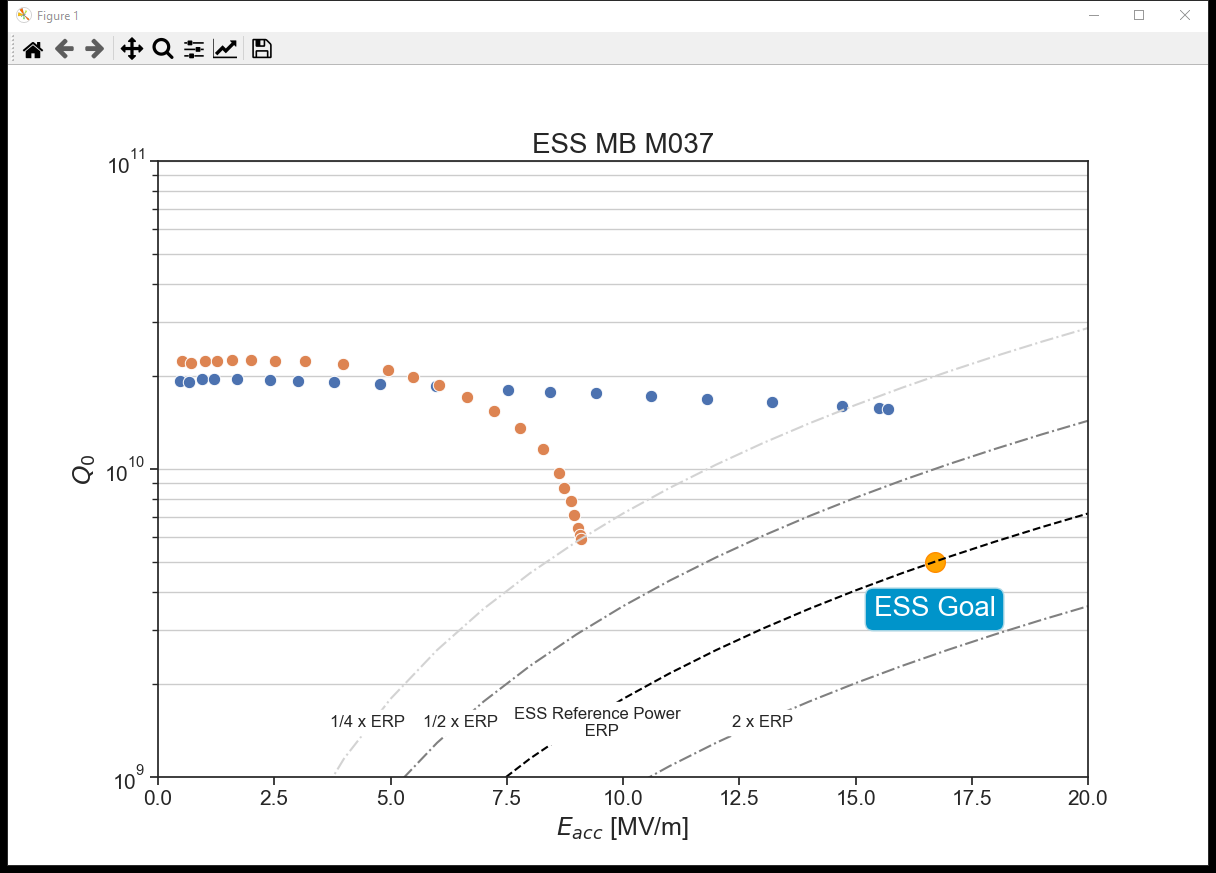 Figure 1
ESS MB M037
10^11
10^10
10^9
Q_0
ESS Goal
ESS Reference Power
1/4 x ERP
1/2 x ERP
ERP
2 x ERP
0.0 2.5 5.0 7.5 10.0 12.5 15.0 17.5 20.0
E_acc [MV/m]